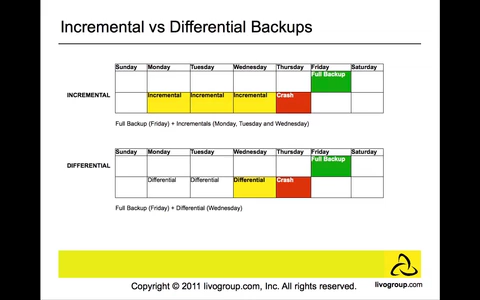 Incremental vs Differential Backups
Sunday Monday Tuesday Wednesday Thursday Friday Saturday
Full Backup
INCREMENTAL Incremental Incremental Incremental Crash
Full Backup (Friday) + Incrementals (Monday, Tuesday and Wednesday)
Sunday Monday Tuesday Wednesday Thursday Friday Saturday
Full Backup
DIFFERENTIAL Differential Differential Differential Crash
Full Backup (Friday) + Differential (Wednesday)
Copyright © 2011 livogroup.com, Inc. All rights reserved.
livogroup.com